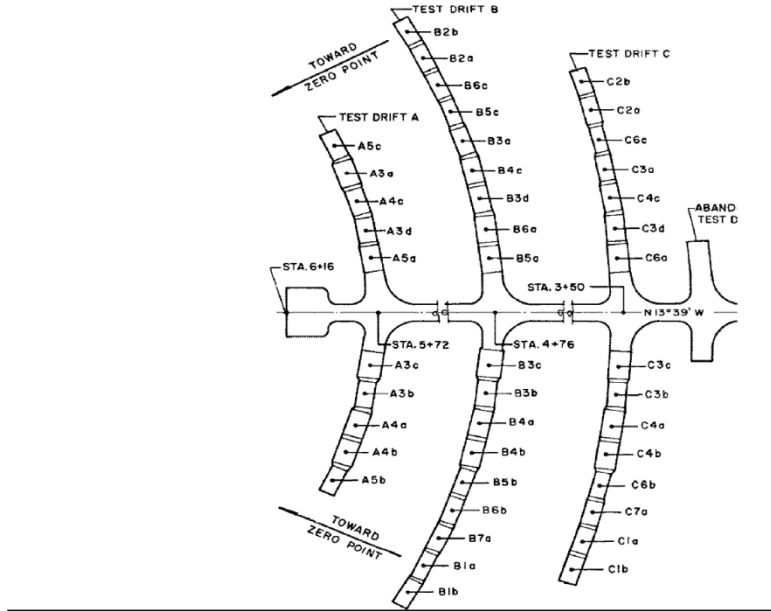 TEST DRIFT B
B2b
TOWARD
ZERO POINT
B2a
TEST DRIFT C
B6c
C2b
B5c
C2a
TEST DRIFT A
B3a
C6c
A5c
B4c
C3a
A3a
B3d
C4c
A4c
B6a
C3d
A3d
B5a
C6a
A5a
ABAND
TEST D
STA. 6+16
STA. 3+50
N 13°39' W
STA. 5+72
STA. 4+76
A3c
B3c
C3c
A3b
B3b
C3b
A4a
B4a
C4a
A4b
B4b
C4b
A5b
B5b
C6b
B6b
C7a
TOWARD
ZERO POINT
B7a
C1a
B1a
C1b
B1b